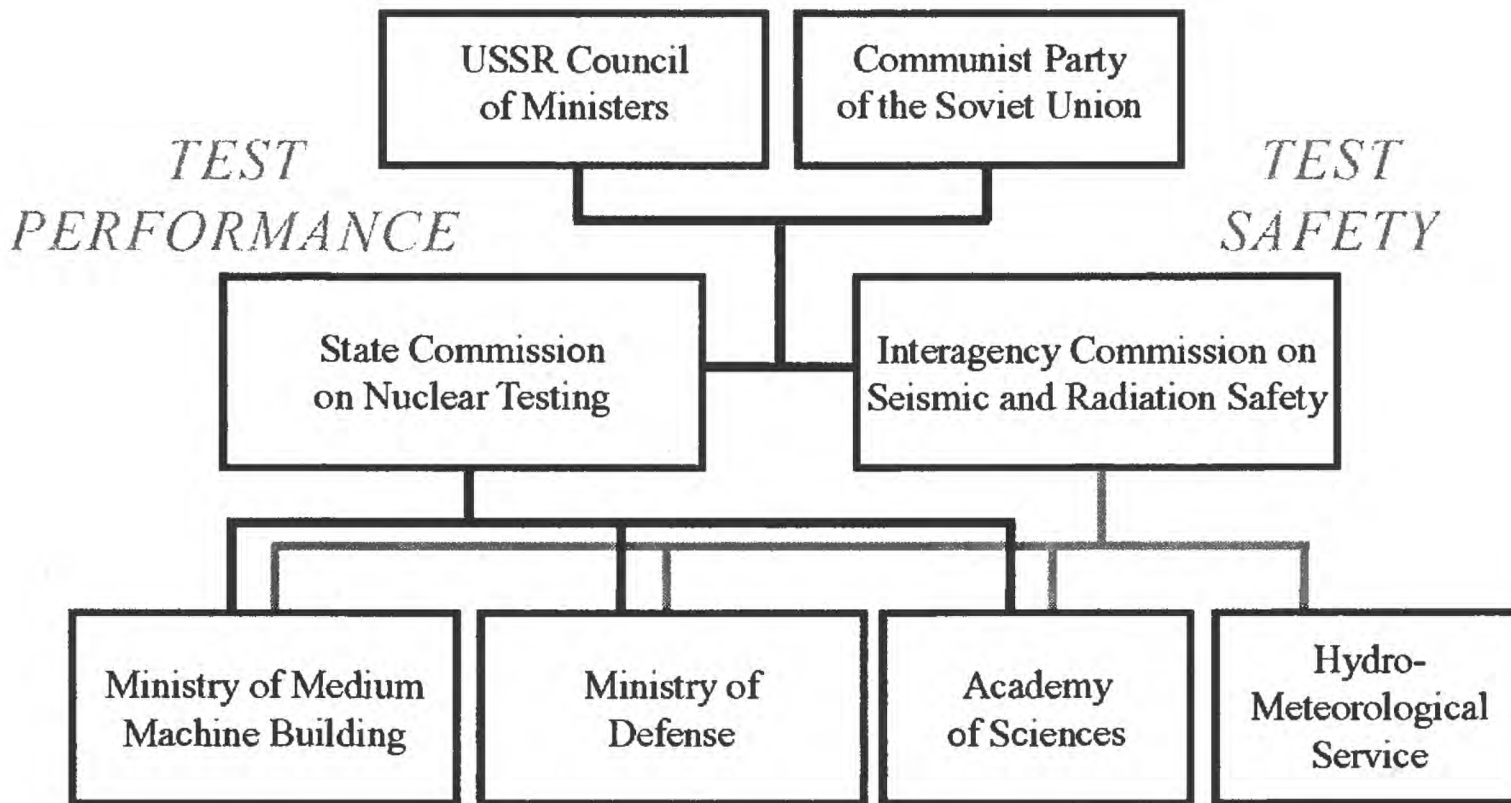 USSR Council
of Ministers
Communist Party
of the Soviet Union
TEST
PERFORMANCE
TEST
SAFETY
State Commission
on Nuclear Testing
Interagency Commission on
Seismic and Radiation Safety
Ministry of Medium
Machine Building
Ministry of
Defense
Academy
of Sciences
Hydro-
Meteorological
Service